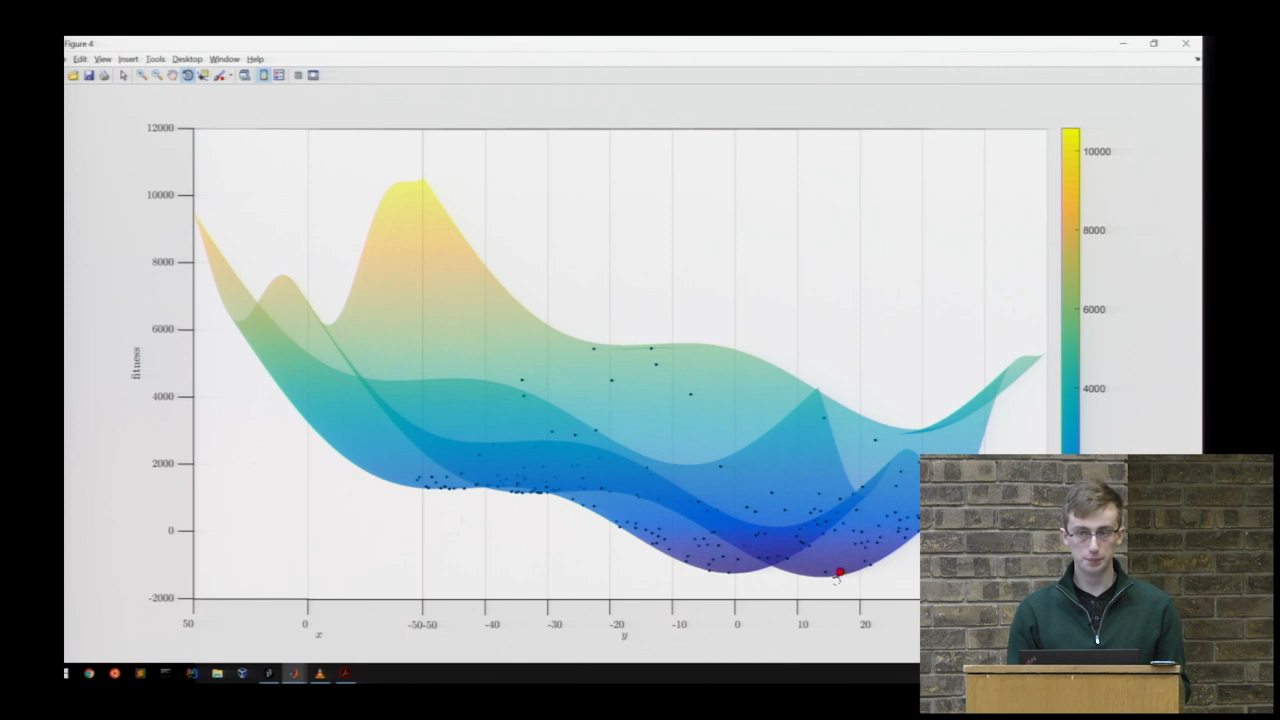 Figure 4
Edit View Insert Tools Desktop Window Help
12000
10000
8000
6000
4000
2000
0
-2000
fitness
50 0 -50-50 -40 -30 -20 -10 0 10 20
x y
10000
8000
6000
4000